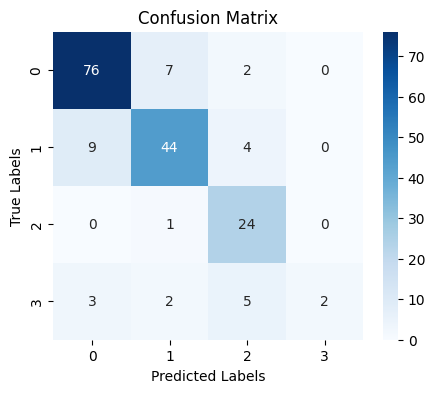 Confusion Matrix
True Labels
0 76 7 2 0
1 9 44 4 0
2 0 1 24 0
3 3 2 5 2
0 1 2 3
Predicted Labels
70
60
50
40
30
20
10
0